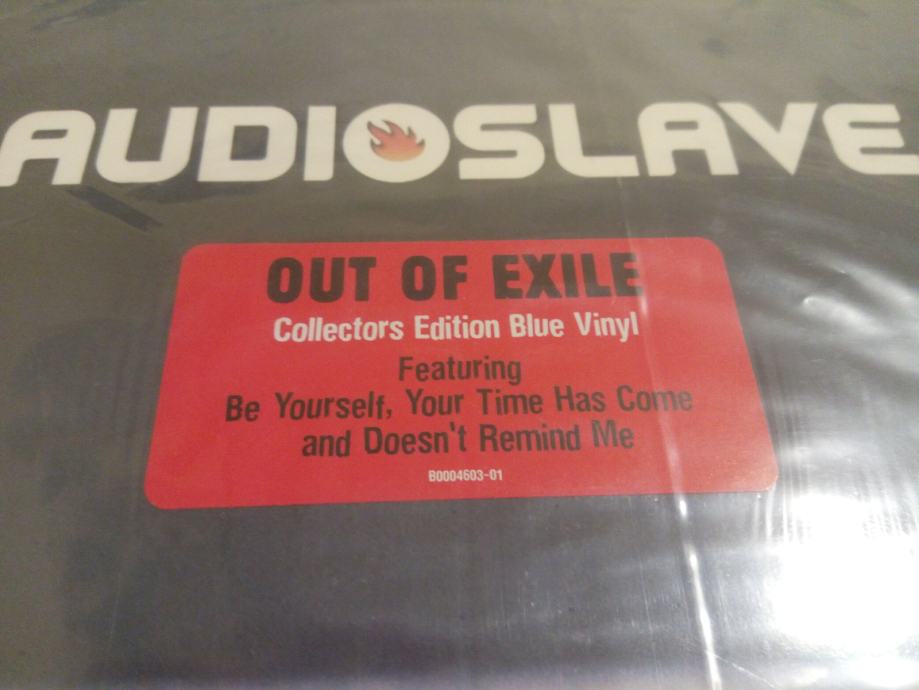 AUDIOSLAVE
OUT OF EXILE
Collectors Edition Blue Vinyl
Featuring
Be Yourself, Your Time Has Come
and Doesn't Remind Me
B0004603-01